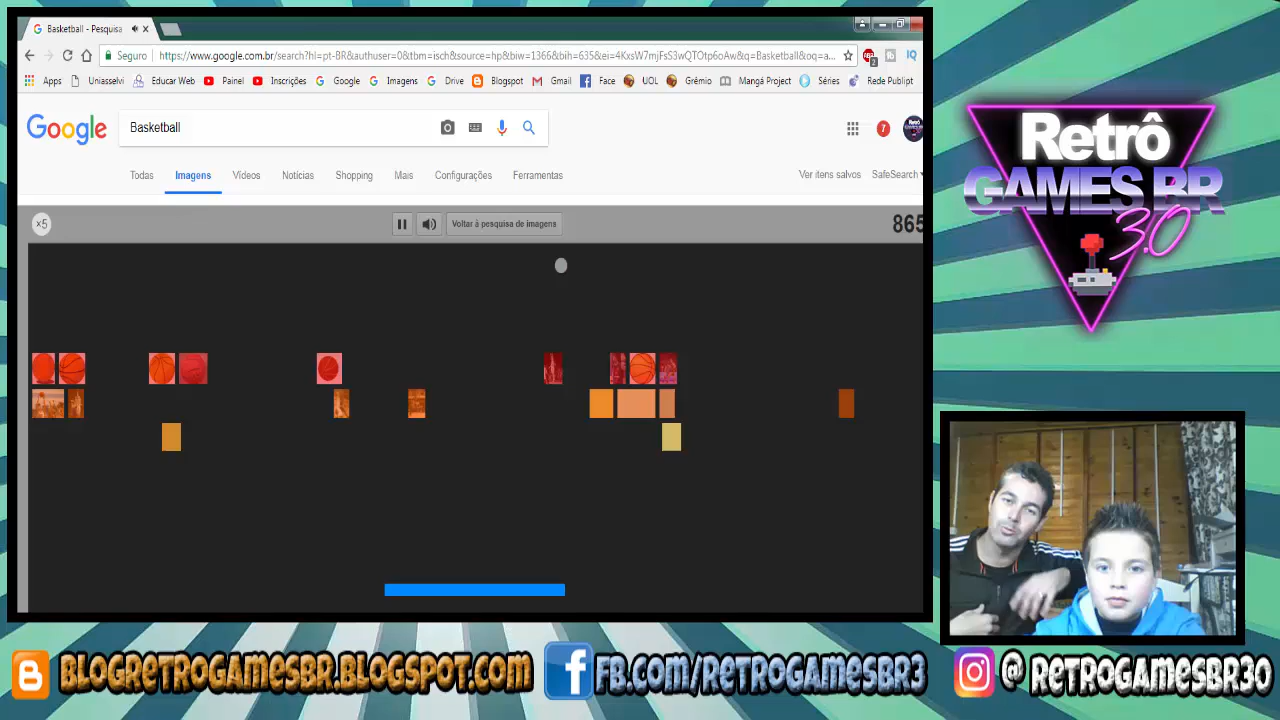 Basketball - Pesquisa
Seguro
https://www.google.com.br/search?hl=pt-BR&authuser=0&tbm=isch&source=hp&biw=1366&bih=635&ei=4KxsW7mjFsS3wQTOtp6oAw&q=Basketball&oq=a...
Apps Uniasselvi Educar Web Painel Inscrições Google Imagens Drive Blogspot Gmail Face UOL Grêmio Mangá Project Séries Rede Publipt
Google Basketball 7
Todas Imagens Vídeos Notícias Shopping Mais Configurações Ferramentas Ver itens salvos SafeSearch
x5 Voltar à pesquisa de imagens 865
Retrô
GAMES BR
3.0
BLOGRETROGAMESBR.BLOGSPOT.COM FB.COM/RETROGAMESBR3 @RETROGAMESBR30